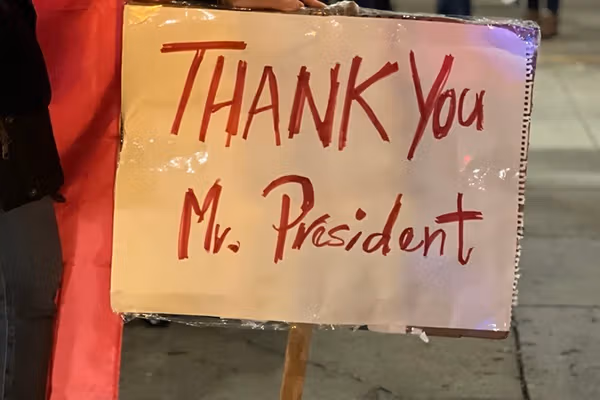 THANK You
Mr. President